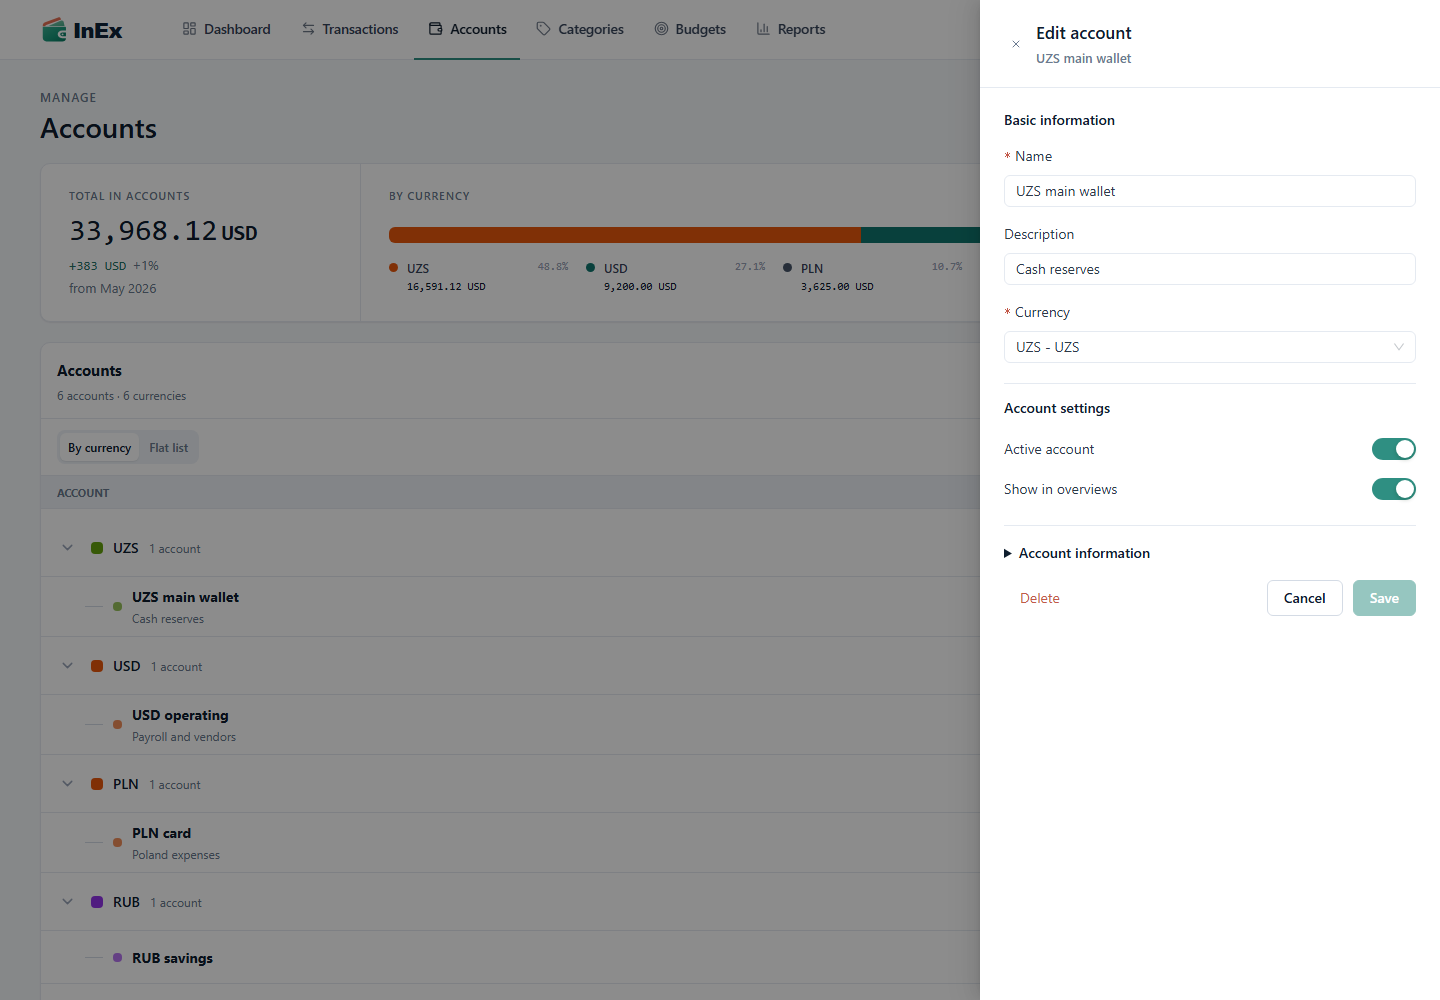 InEx
Dashboard
Transactions
Accounts
Categories
Budgets
Reports
MANAGE
Accounts
TOTAL IN ACCOUNTS
33,968.12 USD
+383 USD +1%
from May 2026
BY CURRENCY
UZS 48.8%
16,591.12 USD
USD 27.1%
9,200.00 USD
PLN 10.7%
3,625.00 USD
Accounts
6 accounts · 6 currencies
By currency
Flat list
ACCOUNT
UZS 1 account
UZS main wallet
Cash reserves
USD 1 account
USD operating
Payroll and vendors
PLN 1 account
PLN card
Poland expenses
RUB 1 account
RUB savings
Edit account
UZS main wallet
Basic information
* Name
UZS main wallet
Description
Cash reserves
* Currency
UZS - UZS
Account settings
Active account
Show in overviews
Account information
Delete
Cancel
Save